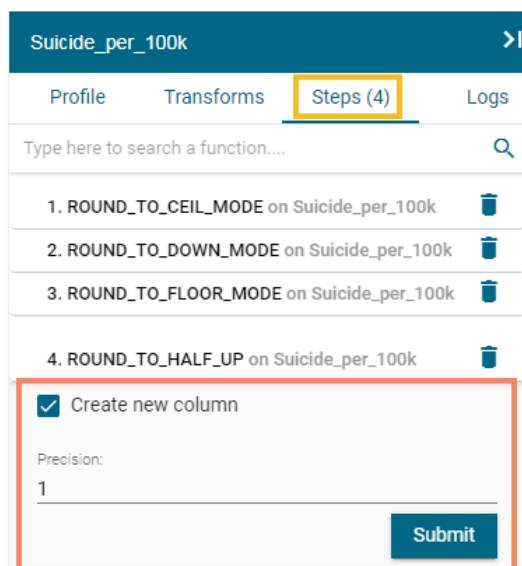 Suicide_per_100k
Profile Transforms Steps (4) Logs
Type here to search a function....
1. ROUND_TO_CEIL_MODE on Suicide_per_100k
2. ROUND_TO_DOWN_MODE on Suicide_per_100k
3. ROUND_TO_FLOOR_MODE on Suicide_per_100k
4. ROUND_TO_HALF_UP on Suicide_per_100k
Create new column
Precision:
1
Submit